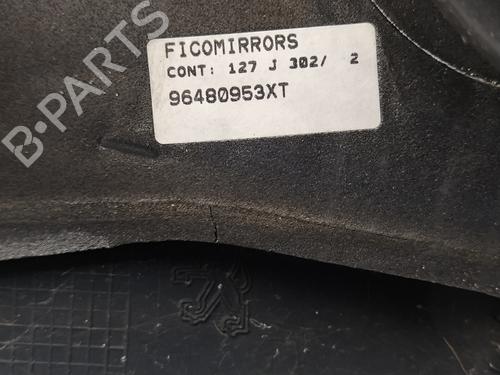 FICOMIRRORS
CONT: 127 J 302/ 2
96480953XT
B-PARTS